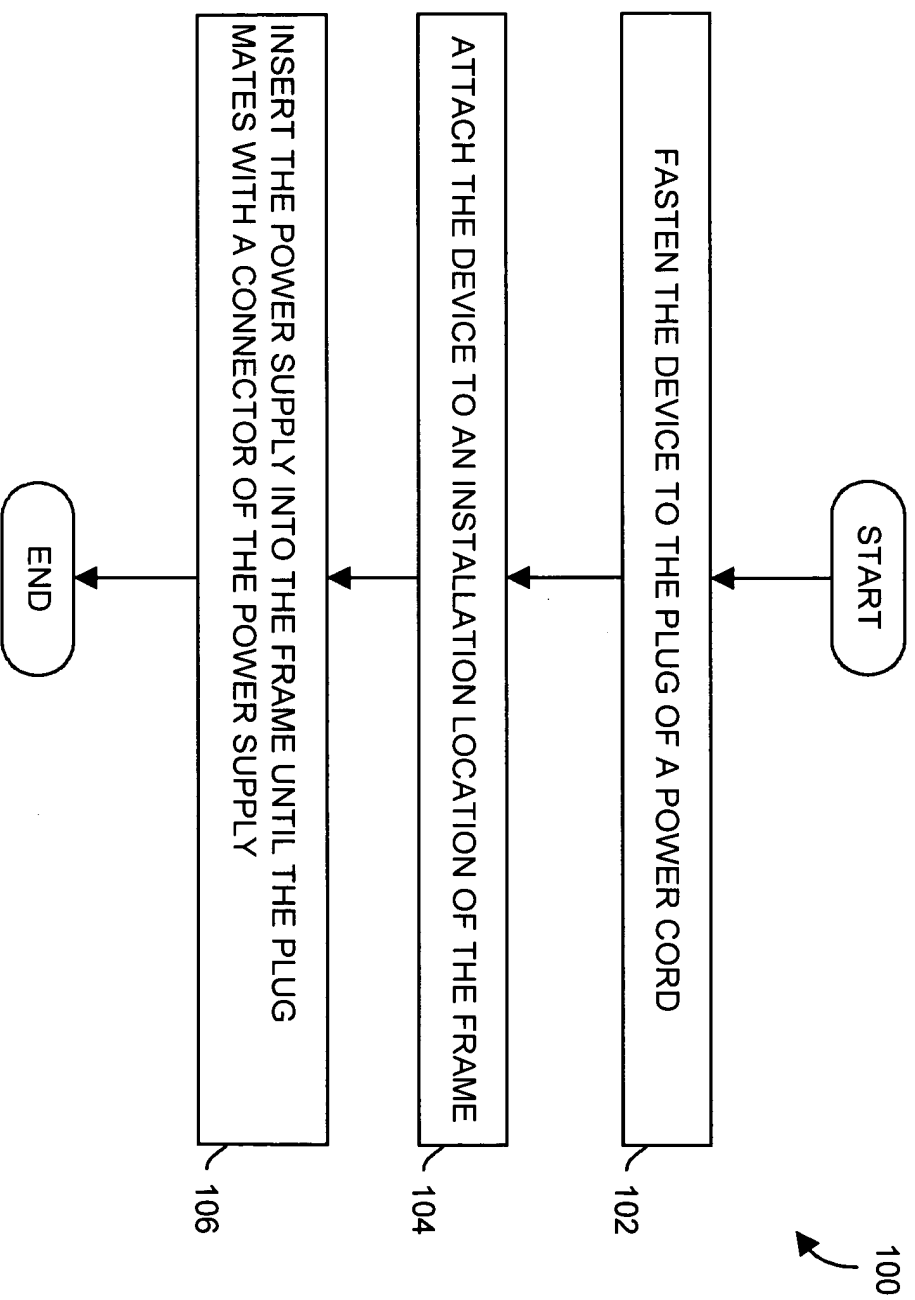 100
START
FASTEN THE DEVICE TO THE PLUG OF A POWER CORD
102
ATTACH THE DEVICE TO AN INSTALLATION LOCATION OF THE FRAME
104
INSERT THE POWER SUPPLY INTO THE FRAME UNTIL THE PLUG
MATES WITH A CONNECTOR OF THE POWER SUPPLY
106
END